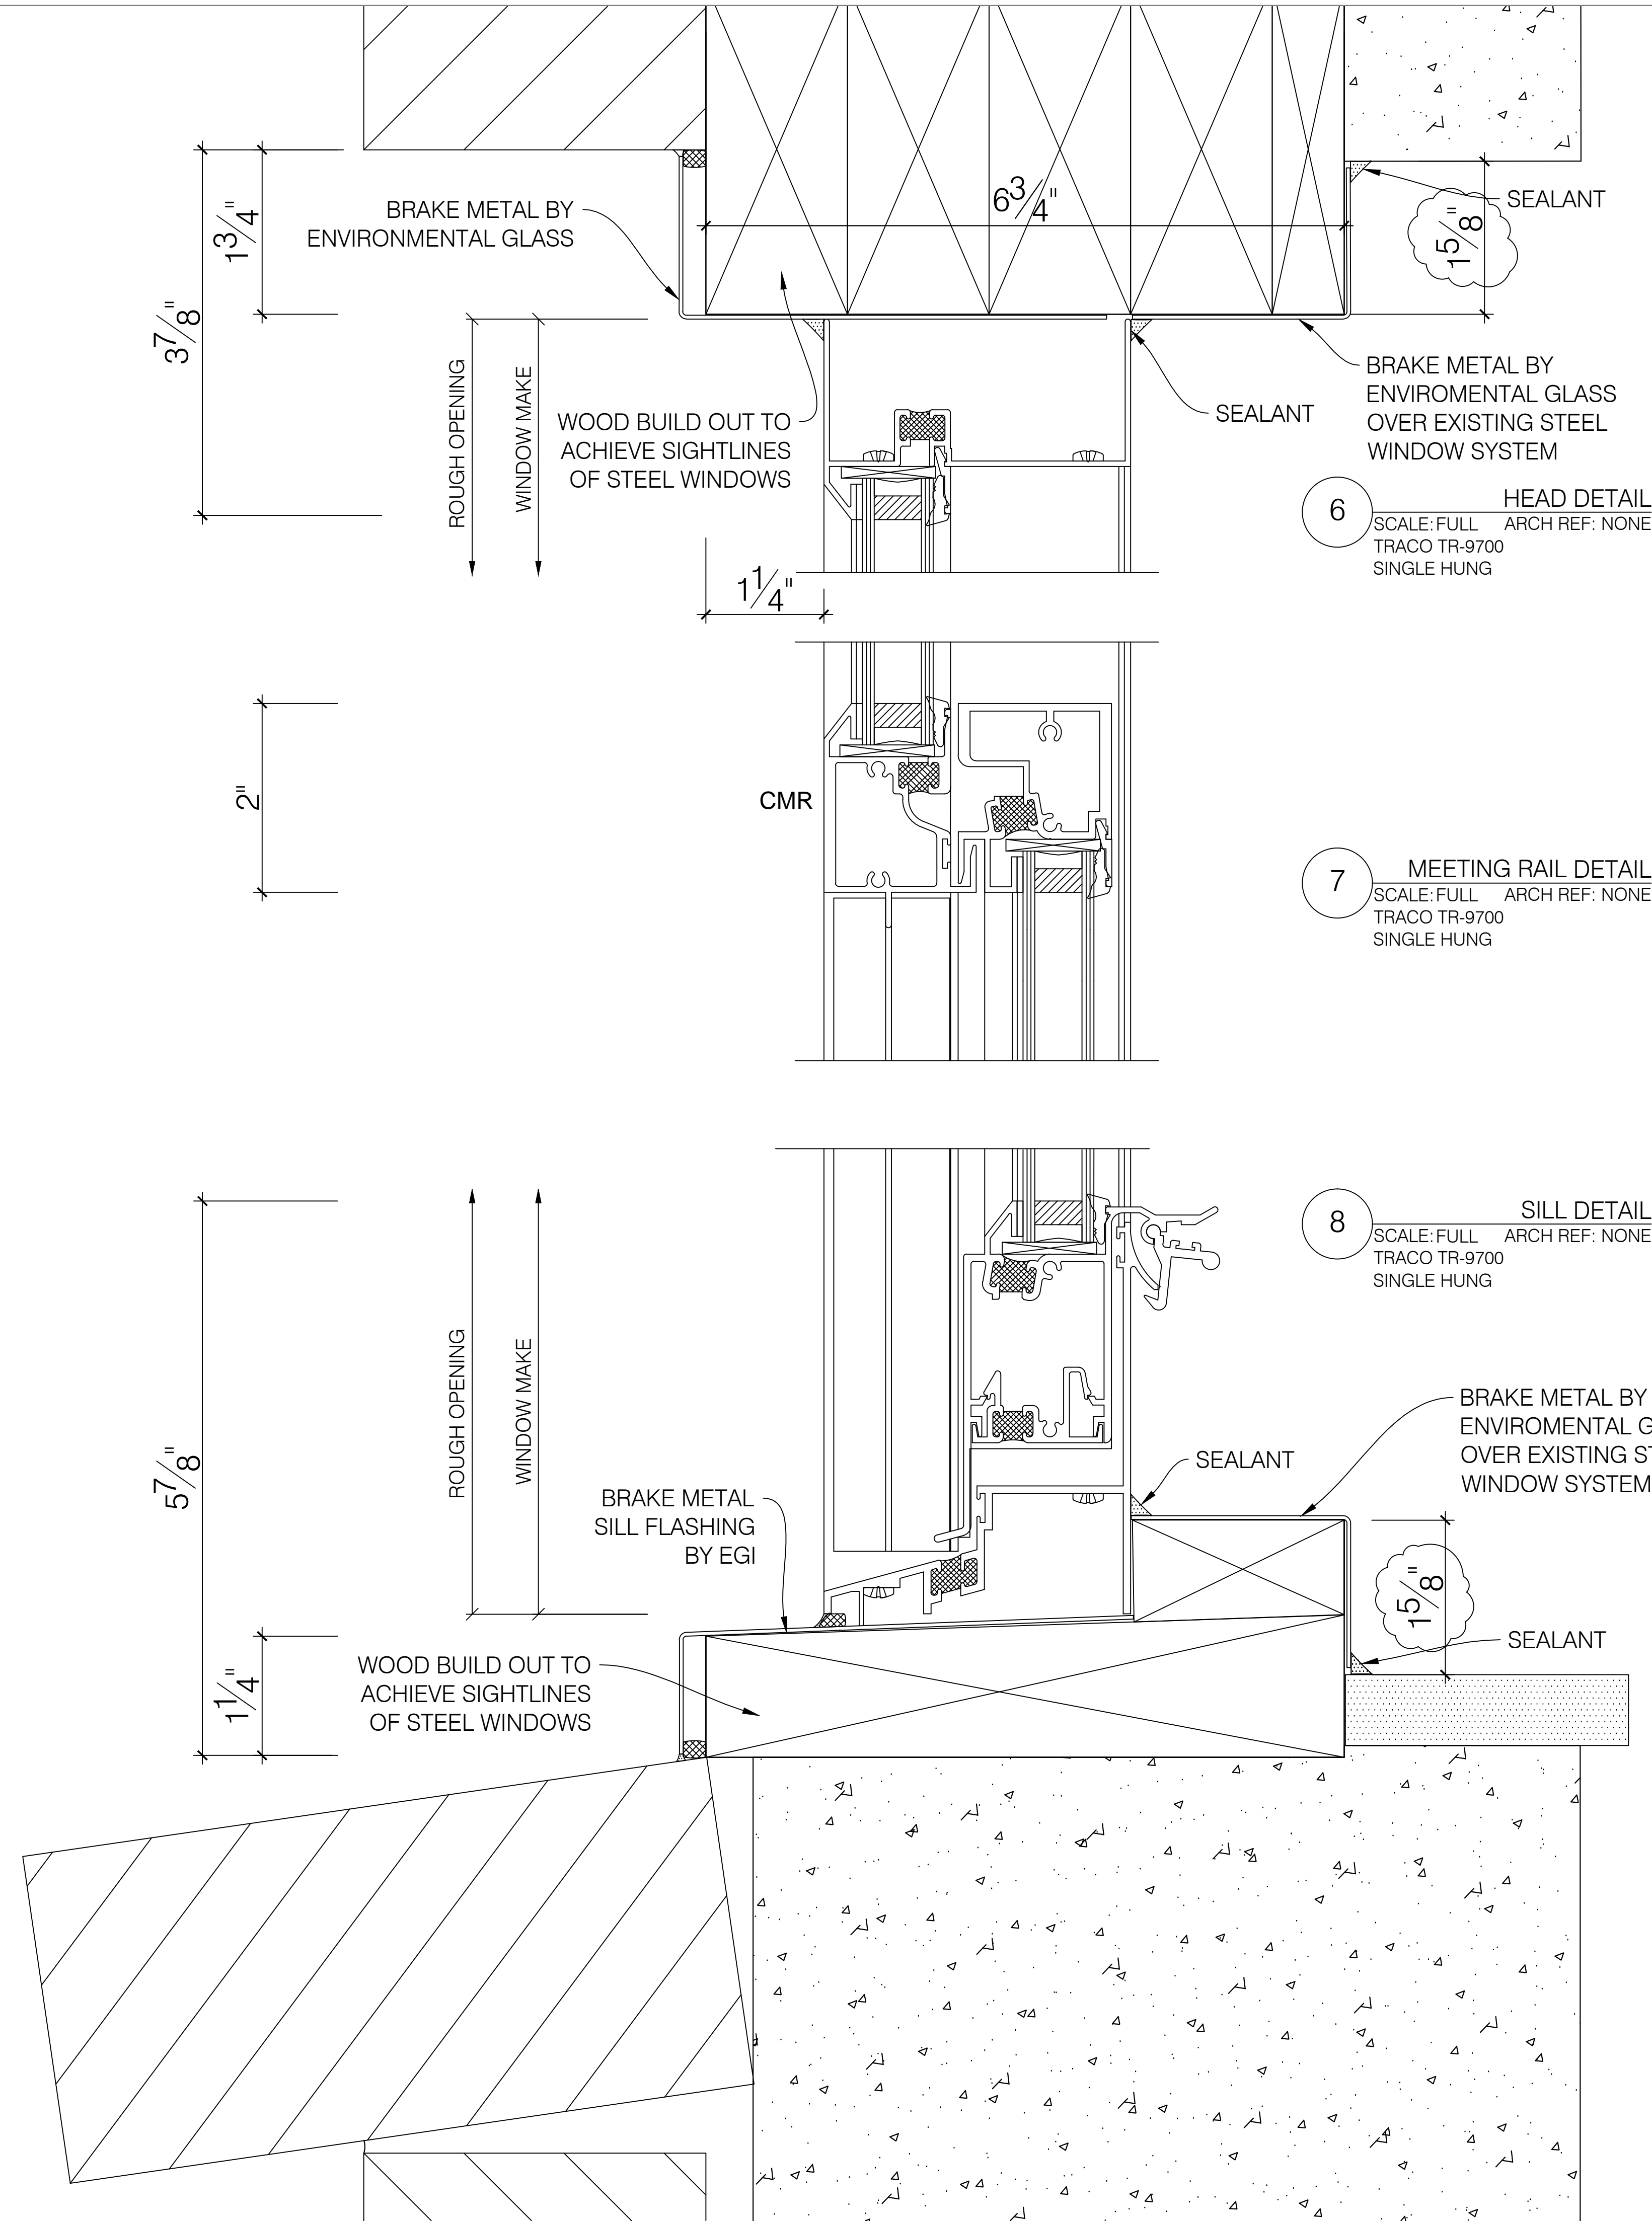 6 3/4"
1 3/4"
BRAKE METAL BY
ENVIRONMENTAL GLASS
SEALANT
1 5/8"
3 7/8"
ROUGH OPENING
WINDOW MAKE
WOOD BUILD OUT TO
ACHIEVE SIGHTLINES
OF STEEL WINDOWS
SEALANT
BRAKE METAL BY
ENVIROMENTAL GLASS
OVER EXISTING STEEL
WINDOW SYSTEM
6
HEAD DETAIL
SCALE: FULL ARCH REF: NONE
TRACO TR-9700
SINGLE HUNG
1 1/4"
2"
CMR
7
MEETING RAIL DETAIL
SCALE: FULL ARCH REF: NONE
TRACO TR-9700
SINGLE HUNG
8
SILL DETAIL
SCALE: FULL ARCH REF: NONE
TRACO TR-9700
SINGLE HUNG
5 7/8"
ROUGH OPENING
WINDOW MAKE
BRAKE METAL
SILL FLASHING
BY EGI
SEALANT
BRAKE METAL BY
ENVIROMENTAL G
OVER EXISTING ST
WINDOW SYSTEM
1 5/8"
SEALANT
1 1/4"
WOOD BUILD OUT TO
ACHIEVE SIGHTLINES
OF STEEL WINDOWS